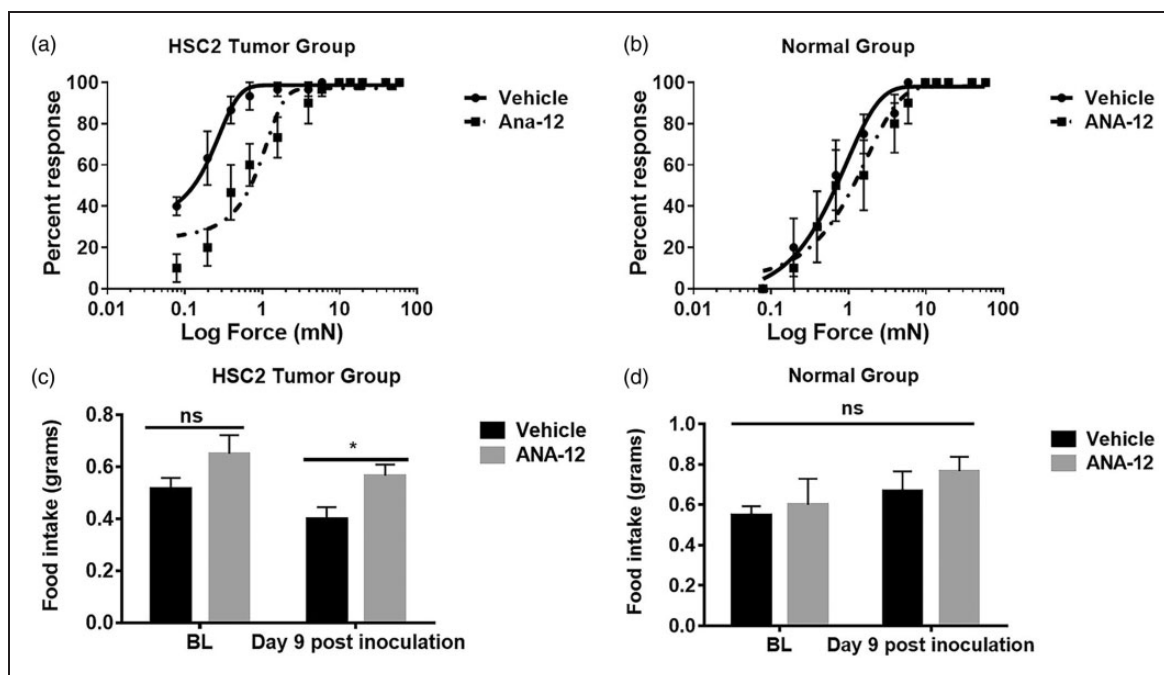 (a)
HSC2 Tumor Group
Percent response
100
80
60
40
20
0
0.01
0.1
1
10
100
Log Force (mN)
Vehicle
Ana-12
(b)
Normal Group
Percent response
100
80
60
40
20
0
0.01
0.1
1
10
100
Log Force (mN)
Vehicle
ANA-12
(c)
HSC2 Tumor Group
Food intake (grams)
0.8
0.6
0.4
0.2
0.0
ns
*
BL
Day 9 post inoculation
Vehicle
ANA-12
(d)
Normal Group
Food intake (grams)
1.0
0.8
0.6
0.4
0.2
0.0
ns
BL
Day 9 post inoculation
Vehicle
ANA-12